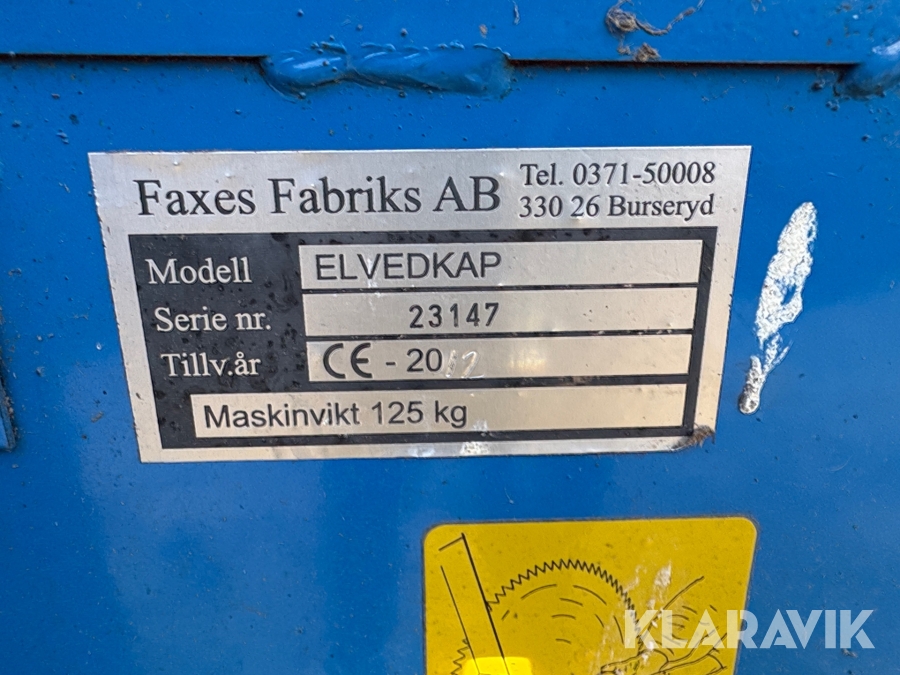 Faxes Fabriks AB
Tel. 0371-50008
330 26 Burseryd
Modell ELVEDKAP
Serie nr. 23147
Tillv.år CE - 2012
Maskinvikt 125 kg
KLARAVIK